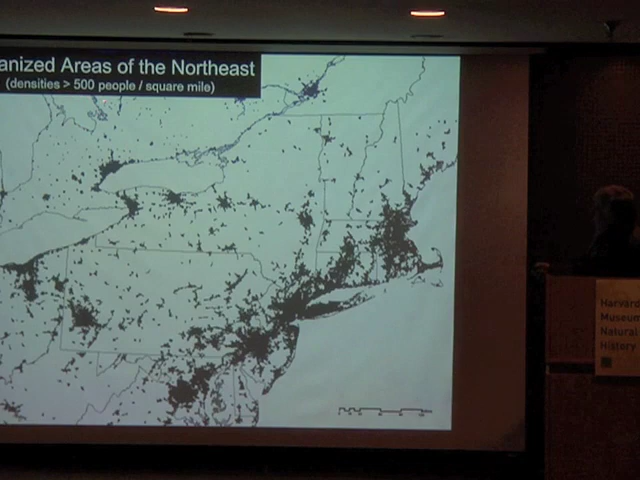 anized Areas of the Northeast
(densities > 500 people / square mile)
Harvard
Museum
Natural
History